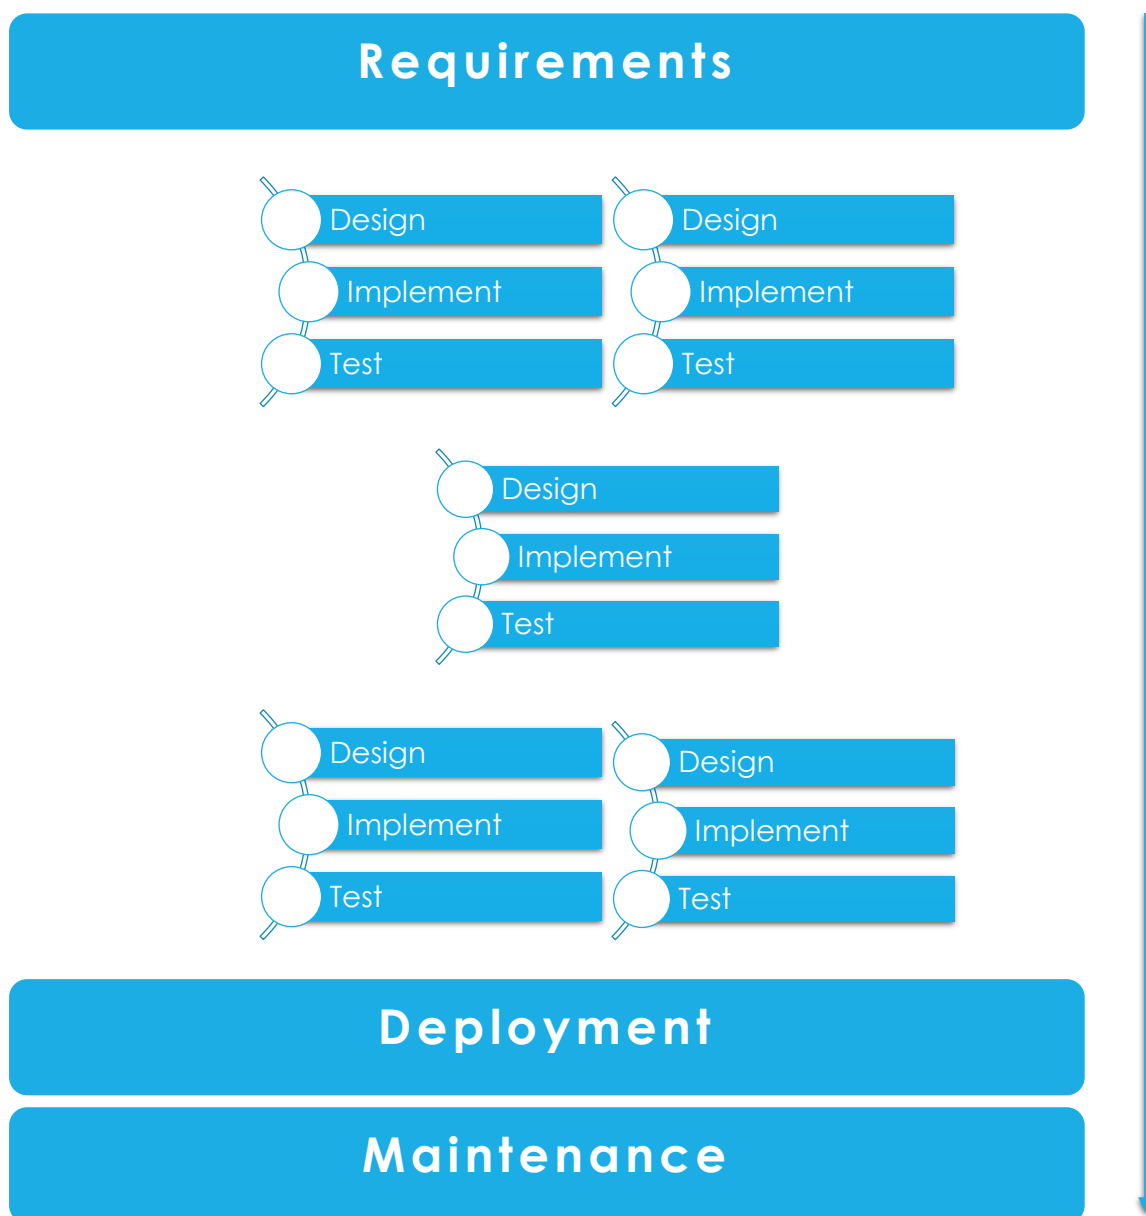 Requirements
Design
Implement
Test
Design
Implement
Test
Design
Implement
Test
Design
Implement
Test
Design
Implement
Test
Deployment
Maintenance